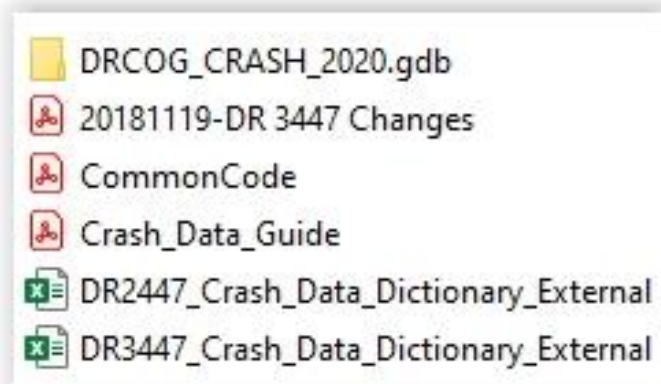 DRCOG_CRASH_2020.gdb
20181119-DR 3447 Changes
CommonCode
Crash_Data_Guide
DR2447_Crash_Data_Dictionary_External
DR3447_Crash_Data_Dictionary_External